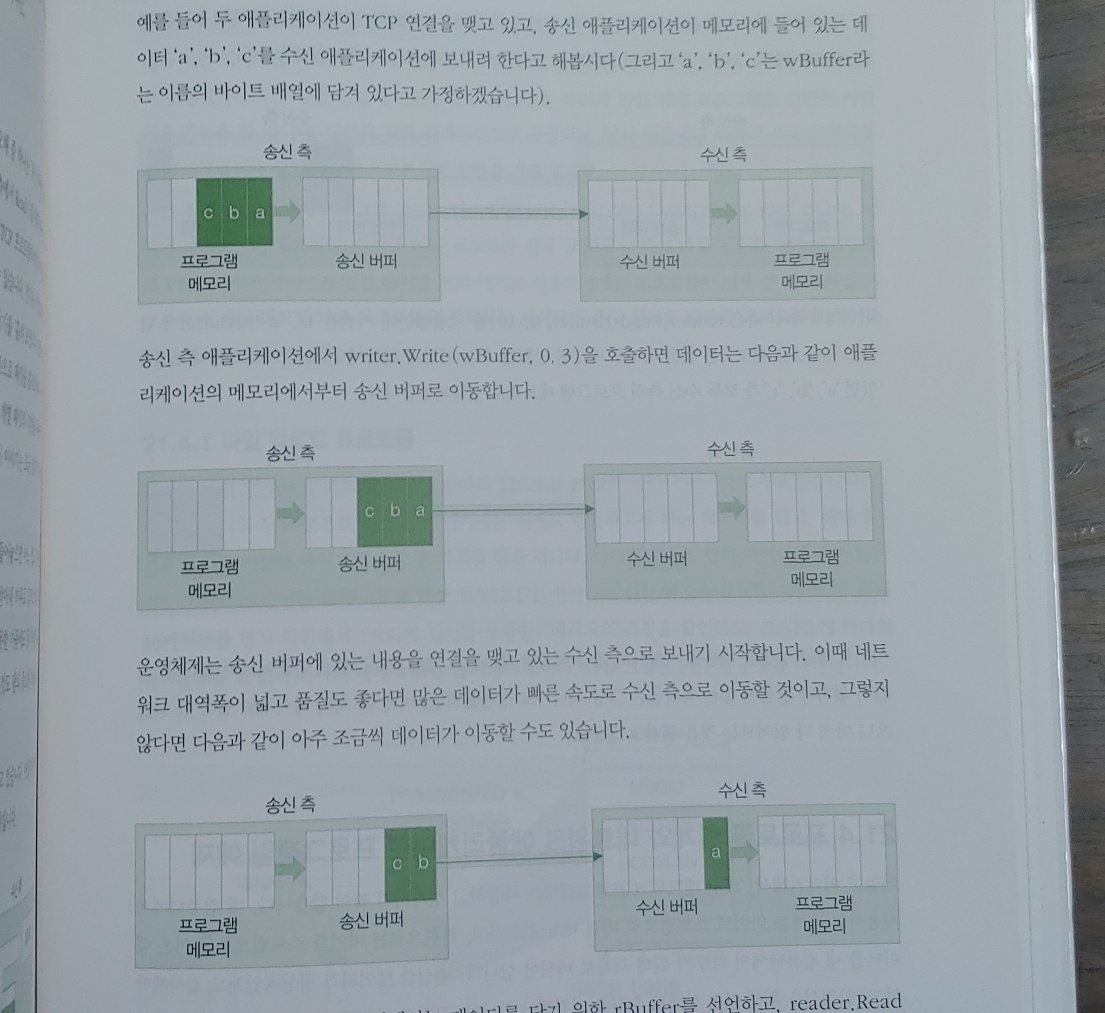 예를 들어 두 애플리케이션이 TCP 연결을 맺고 있고, 송신 애플리케이션이 메모리에 들어 있는 데
이터 ‘a’, ‘b’, ‘c’를 수신 애플리케이션에 보내려 한다고 해봅시다(그리고 ‘a’, ‘b’, ‘c’는 wBuffer라
는 이름의 바이트 배열에 담겨 있다고 가정하겠습니다).
송신 측
수신 측
c b a
프로그램
메모리
송신 버퍼
수신 버퍼
프로그램
메모리
송신 측 애플리케이션에서 writer.Write(wBuffer, 0, 3)을 호출하면 데이터는 다음과 같이 애플
리케이션의 메모리에서부터 송신 버퍼로 이동합니다.
송신 측
수신 측
c b a
프로그램
메모리
송신 버퍼
수신 버퍼
프로그램
메모리
운영체제는 송신 버퍼에 있는 내용을 연결을 맺고 있는 수신 측으로 보내기 시작합니다. 이때 네트
워크 대역폭이 넓고 품질도 좋다면 많은 데이터가 빠른 속도로 수신 측으로 이동할 것이고, 그렇지
않다면 다음과 같이 아주 조금씩 데이터가 이동할 수도 있습니다.
송신 측
수신 측
c b
a
프로그램
메모리
송신 버퍼
수신 버퍼
프로그램
메모리
데이터를 담기 위한 rBuffer를 선언하고, reader.Read